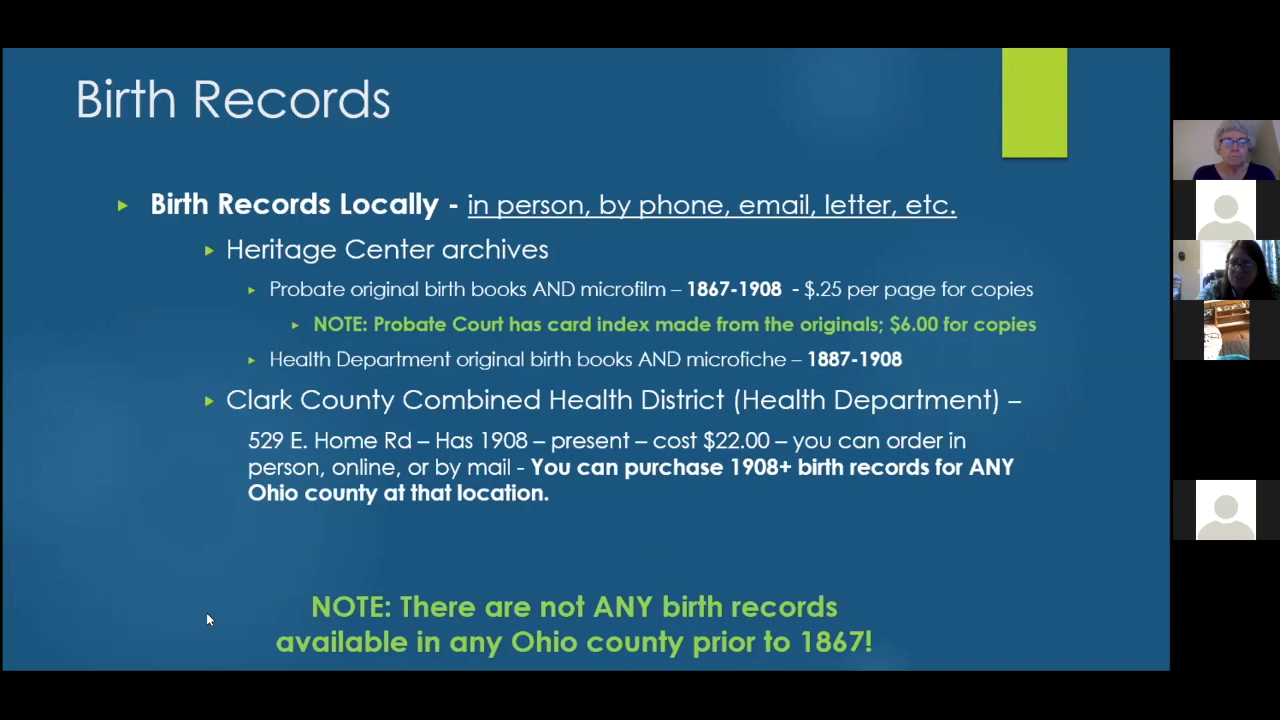 Birth Records
Birth Records Locally - in person, by phone, email, letter, etc.
Heritage Center archives
Probate original birth books AND microfilm – 1867-1908 - $.25 per page for copies
NOTE: Probate Court has card index made from the originals; $6.00 for copies
Health Department original birth books AND microfiche – 1887-1908
Clark County Combined Health District (Health Department) –
529 E. Home Rd – Has 1908 – present – cost $22.00 – you can order in
person, online, or by mail - You can purchase 1908+ birth records for ANY
Ohio county at that location.
NOTE: There are not ANY birth records
available in any Ohio county prior to 1867!